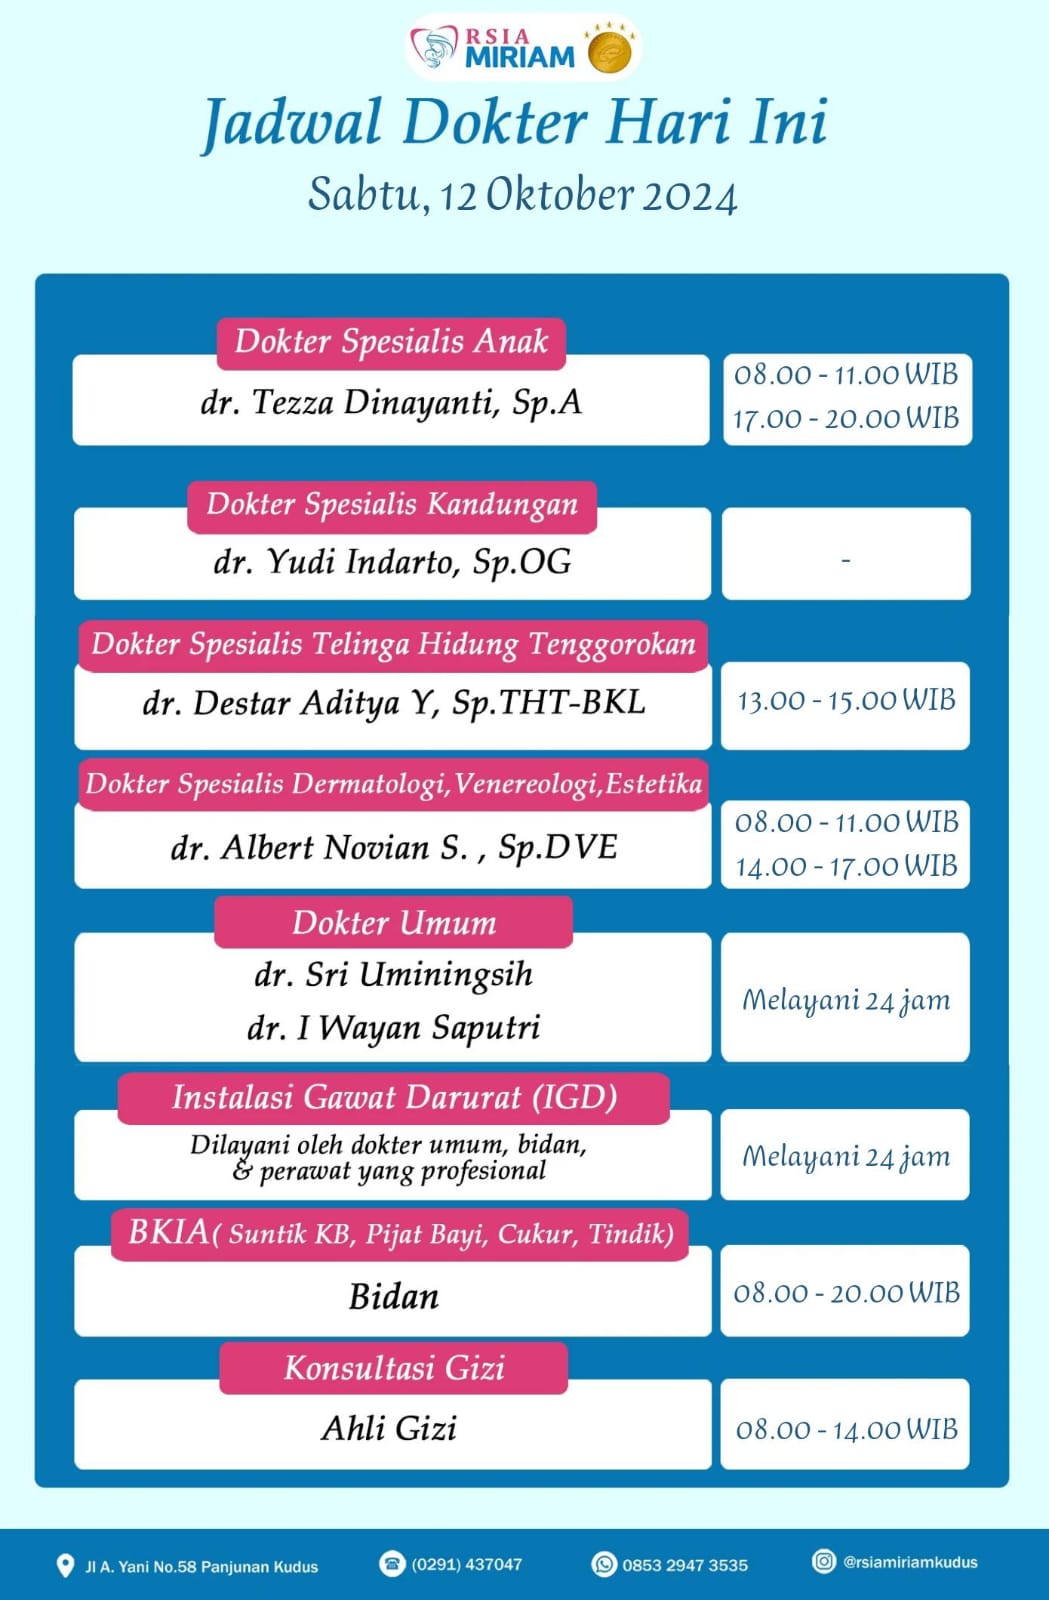 RSIA
MIRIAM
Jadwal Dokter Hari Ini
Sabtu, 12 Oktober 2024
Dokter Spesialis Anak
dr. Tezza Dinayanti, Sp.A
08.00 - 11.00 WIB
17.00 - 20.00 WIB
Dokter Spesialis Kandungan
dr. Yudi Indarto, Sp.OG
-
Dokter Spesialis Telinga Hidung Tenggorokan
dr. Destar Aditya Y, Sp.THT-BKL
13.00 - 15.00 WIB
Dokter Spesialis Dermatologi,Venereologi,Estetika
dr. Albert Novian S. , Sp.DVE
08.00 - 11.00 WIB
14.00 - 17.00 WIB
Dokter Umum
dr. Sri Uminingsih
dr. I Wayan Saputri
Melayani 24 jam
Instalasi Gawat Darurat (IGD)
Dilayani oleh dokter umum, bidan,
& perawat yang profesional
Melayani 24 jam
BKIA( Suntik KB, Pijat Bayi, Cukur, Tindik)
Bidan
08.00 - 20.00 WIB
Konsultasi Gizi
Ahli Gizi
08.00 - 14.00 WIB
Jl A. Yani No.58 Panjunan Kudus
(0291) 437047
0853 2947 3535
@rsiamiriamkudus